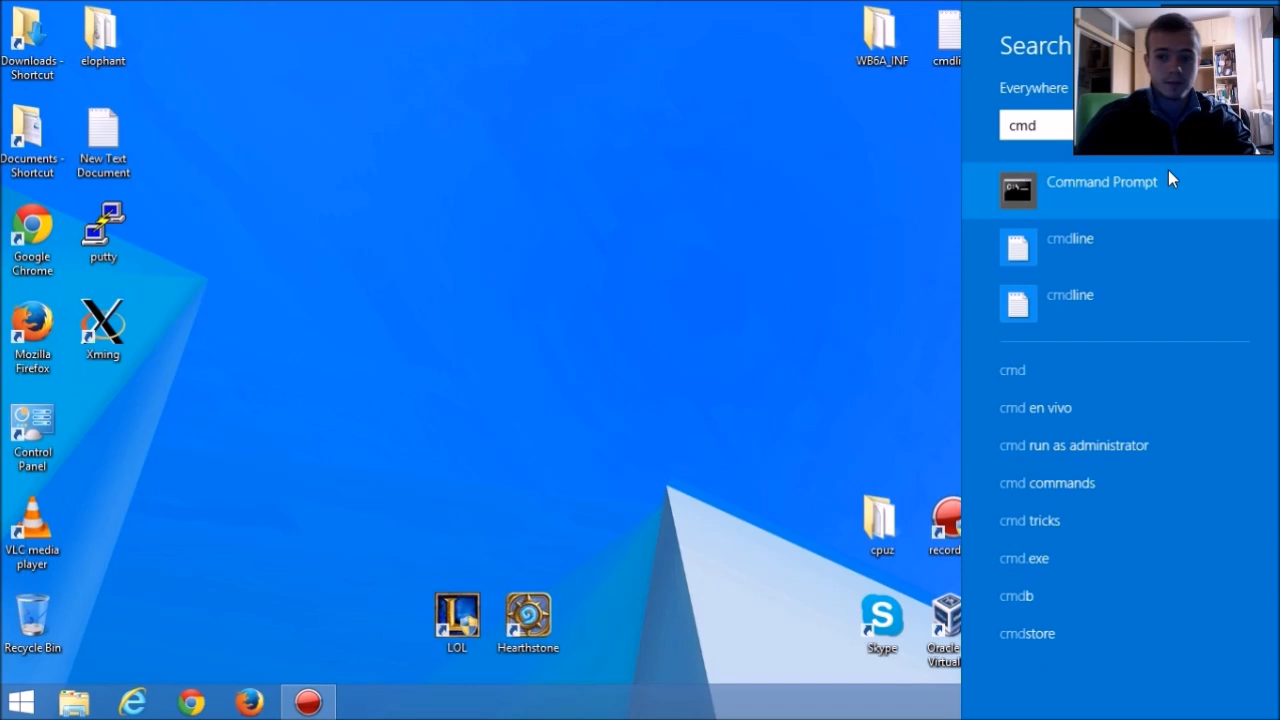 Downloads -
Shortcut
elophant
WB6A_INF
cmdli
Documents -
Shortcut
New Text
Document
Google
Chrome
putty
Mozilla
Firefox
Xming
Control
Panel
VLC media
player
cpuz
record
Recycle Bin
LOL
Hearthstone
Skype
Oracle
Virtual
Search
Everywhere
cmd
Command Prompt
cmdline
cmdline
cmd
cmd en vivo
cmd run as administrator
cmd commands
cmd tricks
cmd.exe
cmdb
cmdstore